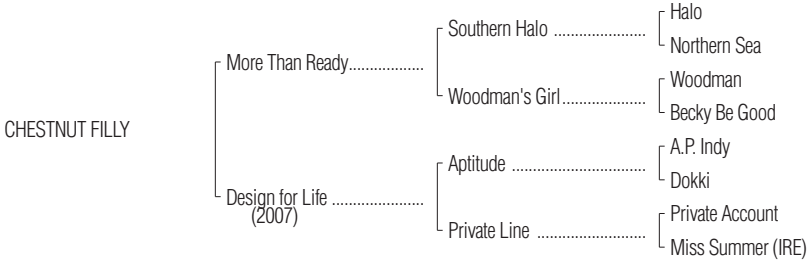 Halo
Southern Halo ......................
Northern Sea
More Than Ready..................
Woodman
Woodman's Girl....................
Becky Be Good
CHESTNUT FILLY
A.P. Indy
Aptitude ................................
Dokki
Design for Life ......................
(2007)
Private Account
Private Line ..........................
Miss Summer (IRE)